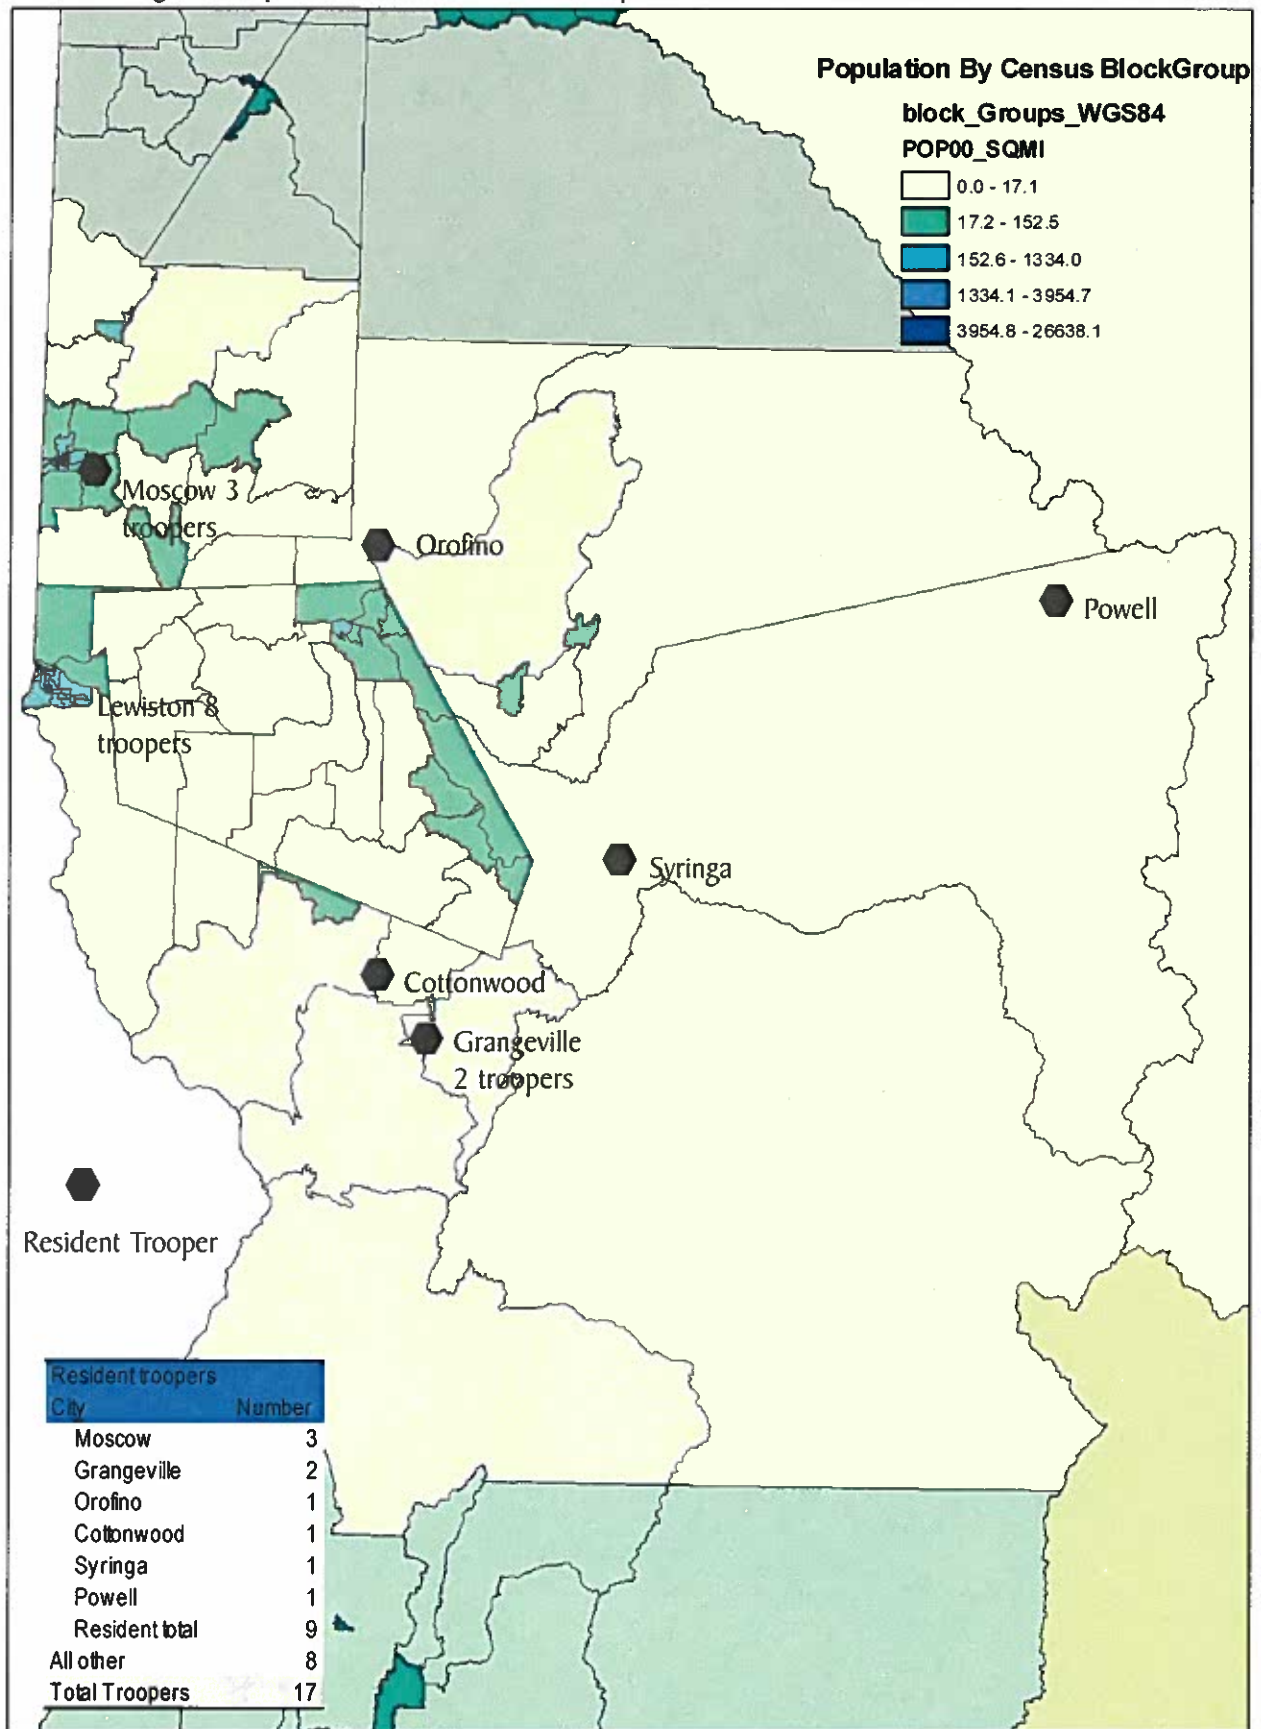 Population By Census BlockGroup
block_Groups_WGS84
POP00_SQMI
0.0 - 17.1
17.2 - 152.5
152.6 - 1334.0
1334.1 - 3954.7
3954.8 - 26638.1
Moscow 3
troopers
Orofino
Powell
Lewiston 8
troopers
Syringa
Cottonwood
Grangeville
2 troopers
Resident Trooper
Resident troopers
City Number
Moscow 3
Grangeville 2
Orofino 1
Cottonwood 1
Syringa 1
Powell 1
Resident total 9
All other 8
Total Troopers 17